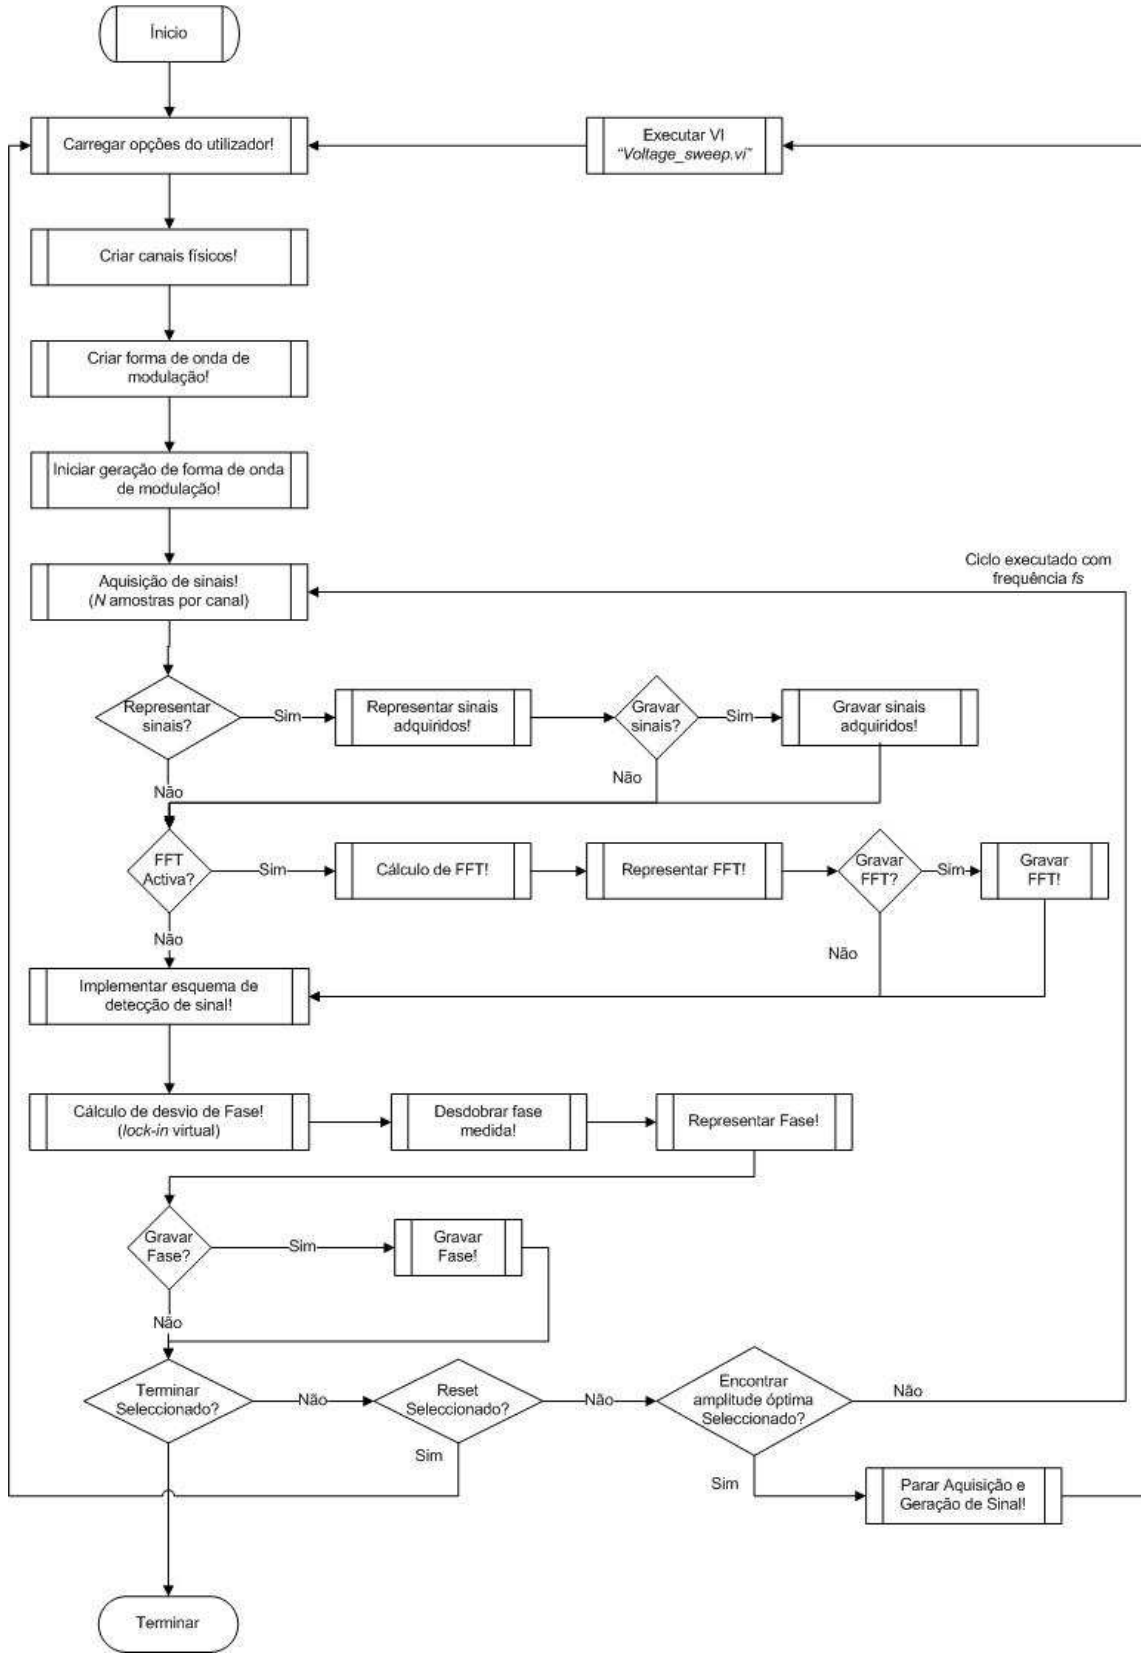 Ínicio
Carregar opções do utilizador!
Executar VI
“Voltage_sweep.vi”
Criar canais físicos!
Criar forma de onda de
modulação!
Iniciar geração de forma de onda
de modulação!
Aquisição de sinais!
(N amostras por canal)
Ciclo executado com
frequência fs
Representar
sinais?
Sim
Representar sinais
adquiridos!
Gravar
sinais?
Sim
Gravar sinais
adquiridos!
Não
Não
FFT
Activa?
Sim
Cálculo de FFT!
Representar FFT!
Gravar
FFT?
Sim
Gravar
FFT!
Não
Não
Implementar esquema de
detecção de sinal!
Cálculo de desvio de Fase!
(lock-in virtual)
Desdobrar fase
medida!
Representar Fase!
Gravar
Fase?
Sim
Gravar
Fase!
Não
Terminar
Seleccionado?
Não
Reset
Seleccionado?
Não
Encontrar
amplitude óptima
Seleccionado?
Não
Sim
Sim
Parar Aquisição e
Geração de Sinal!
Terminar